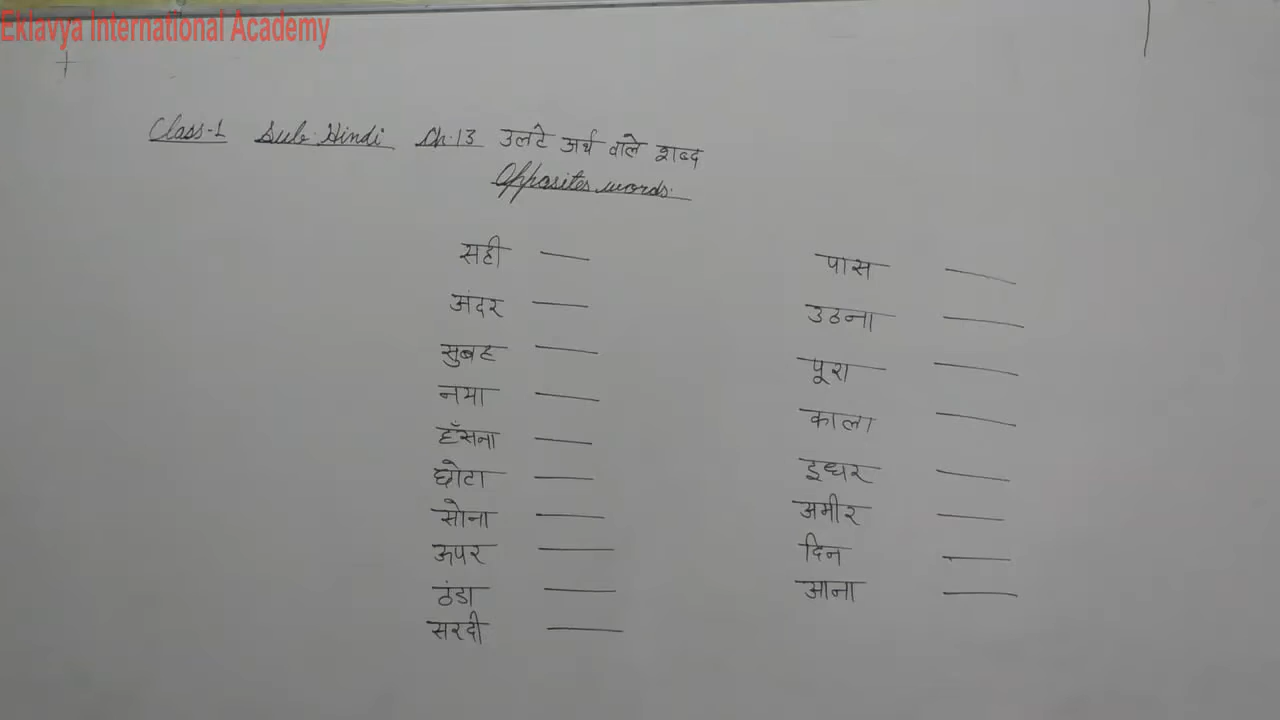 Eklavya International Academy
Class-1 Sub. Hindi Ch.13 उलटे अर्थ वाले शब्द
Opposites words.
सही
अंदर
सुबह
नया
हँसना
छोटा
सोना
ऊपर
ठंडा
सरदी
पास
उठना
पूरा
काला
इधर
अमीर
दिन
आना